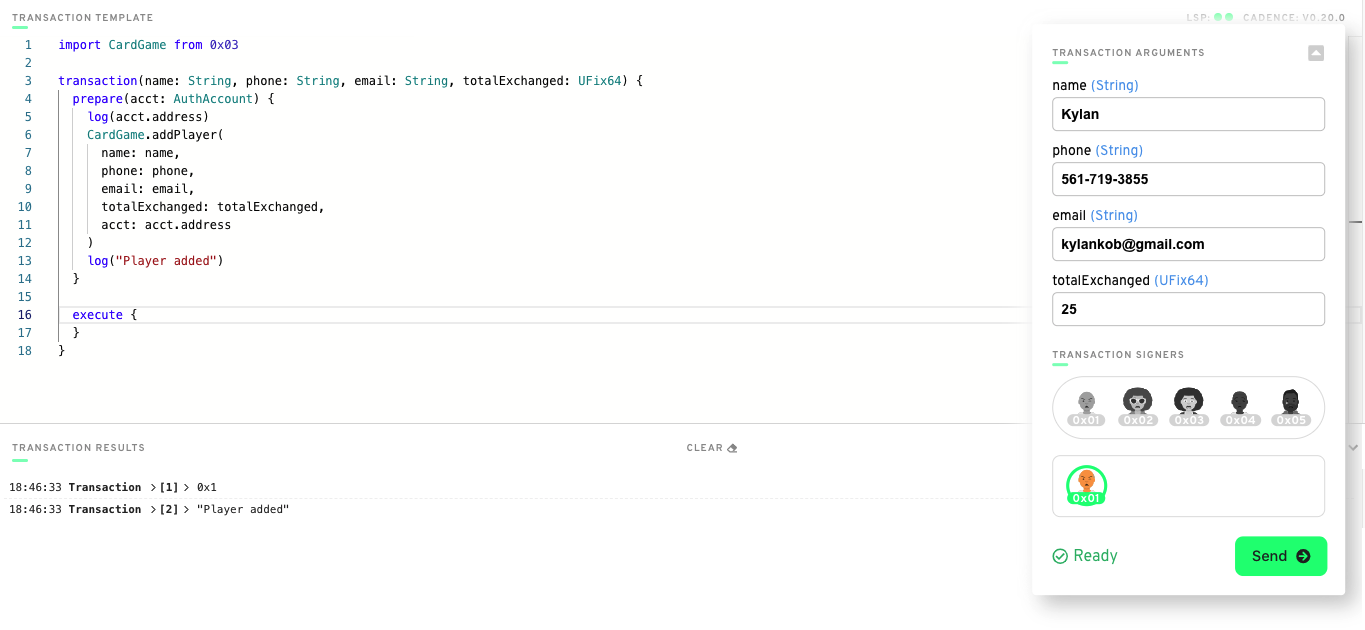 TRANSACTION TEMPLATE
LSP: CADENCE: V0.20.0
1 import CardGame from 0x03
2
3 transaction(name: String, phone: String, email: String, totalExchanged: UFix64) {
4 prepare(acct: AuthAccount) {
5 log(acct.address)
6 CardGame.addPlayer(
7 name: name,
8 phone: phone,
9 email: email,
10 totalExchanged: totalExchanged,
11 acct: acct.address
12 )
13 log("Player added")
14 }
15
16 execute {
17 }
18 }
TRANSACTION ARGUMENTS
name (String)
Kylan
phone (String)
561-719-3855
email (String)
kylankob@gmail.com
totalExchanged (UFix64)
25
TRANSACTION SIGNERS
0x01 0x02 0x03 0x04 0x05
0x01
Ready
Send
TRANSACTION RESULTS
CLEAR
18:46:33 Transaction >[1] > 0x1
18:46:33 Transaction >[2] > "Player added"